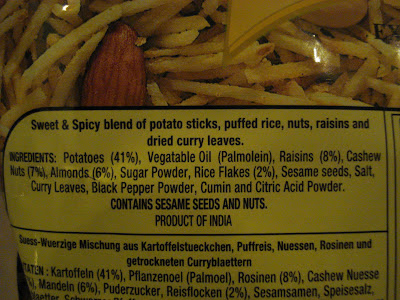 Sweet & Spicy blend of potato sticks, puffed rice, nuts, raisins and
dried curry leaves.
INGREDIENTS: Potatoes (41%), Vegatable Oil (Palmolein), Raisins (8%), Cashew
Nuts (7%), Almonds (6%), Sugar Powder, Rice Flakes (2%), Sesame seeds, Salt,
Curry Leaves, Black Pepper Powder, Cumin and Citric Acid Powder.
CONTAINS SESAME SEEDS AND NUTS.
PRODUCT OF INDIA
Suess-Wuerzige Mischung aus Kartoffelstueckchen, Puffreis, Nuessen, Rosinen und
getrockneten Curryblaettern
TATEN: Kartoffeln (41%), Pflanzenoel (Palmoel), Rosinen (8%), Cashew Nuesse
Mandeln (6%), Puderzucker, Reisflocken (2%), Sesamsamen, Speisesalz,